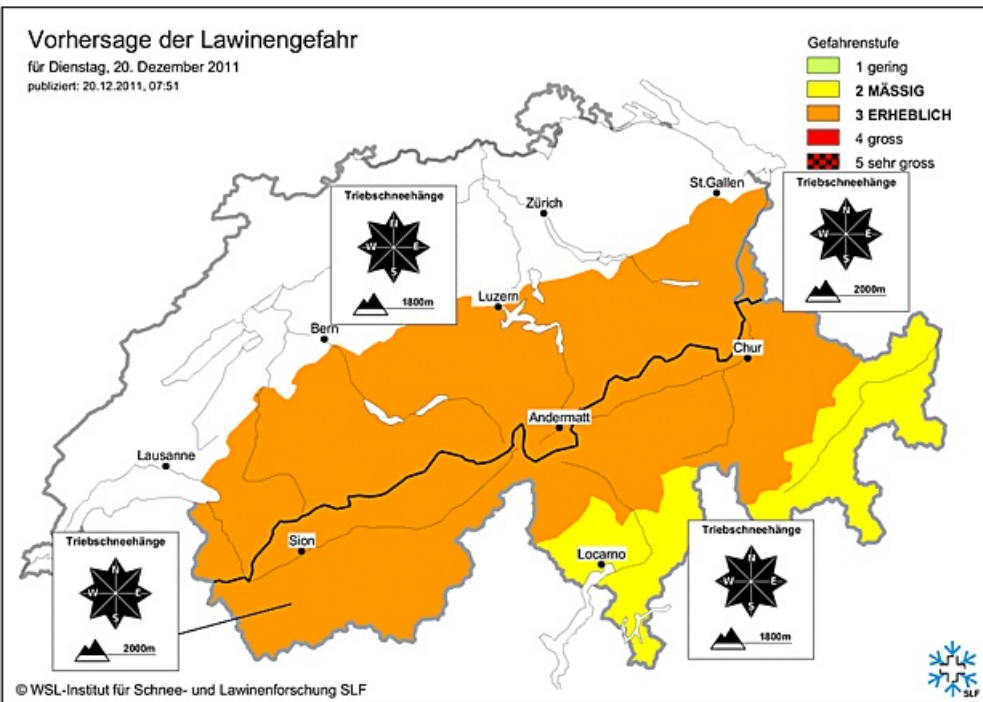 Vorhersage der Lawinengefahr
für Dienstag, 20. Dezember 2011
publiziert: 20.12.2011, 07:51
Gefahrenstufe
1 gering
2 MÄSSIG
3 ERHEBLICH
4 gross
5 sehr gross
Triebschneehänge
N
W E
S
1800m
Triebschneehänge
N
W E
S
2000m
St.Gallen
Zürich
Luzern
Bern
Chur
Andermatt
Lausanne
Sion
Locarno
Triebschneehänge
N
W E
S
2000m
Triebschneehänge
N
W E
S
1800m
© WSL-Institut für Schnee- und Lawinenforschung SLF
SLF